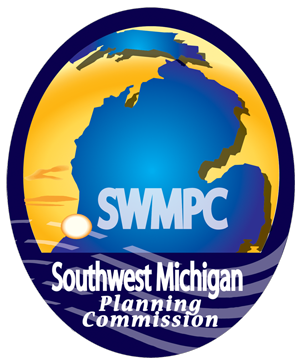 SWMPC
Southwest Michigan
Planning
Commission